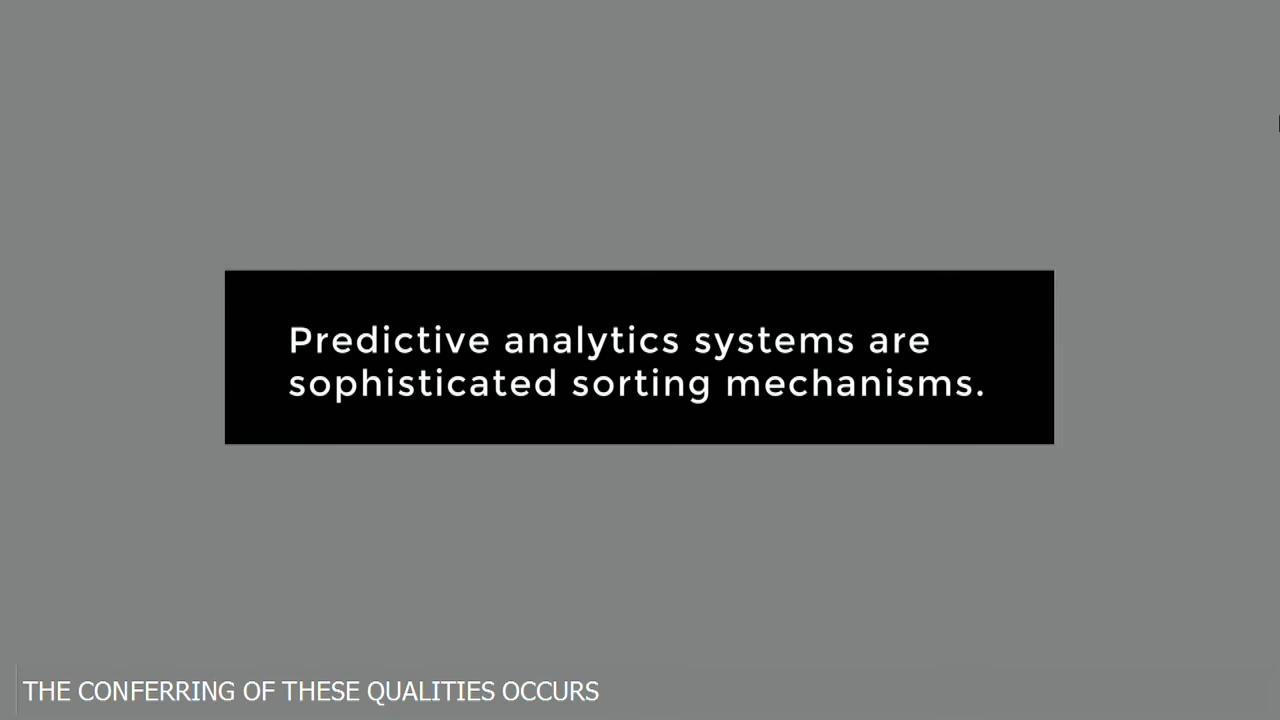 Predictive analytics systems are
sophisticated sorting mechanisms.
THE CONFERRING OF THESE QUALITIES OCCURS